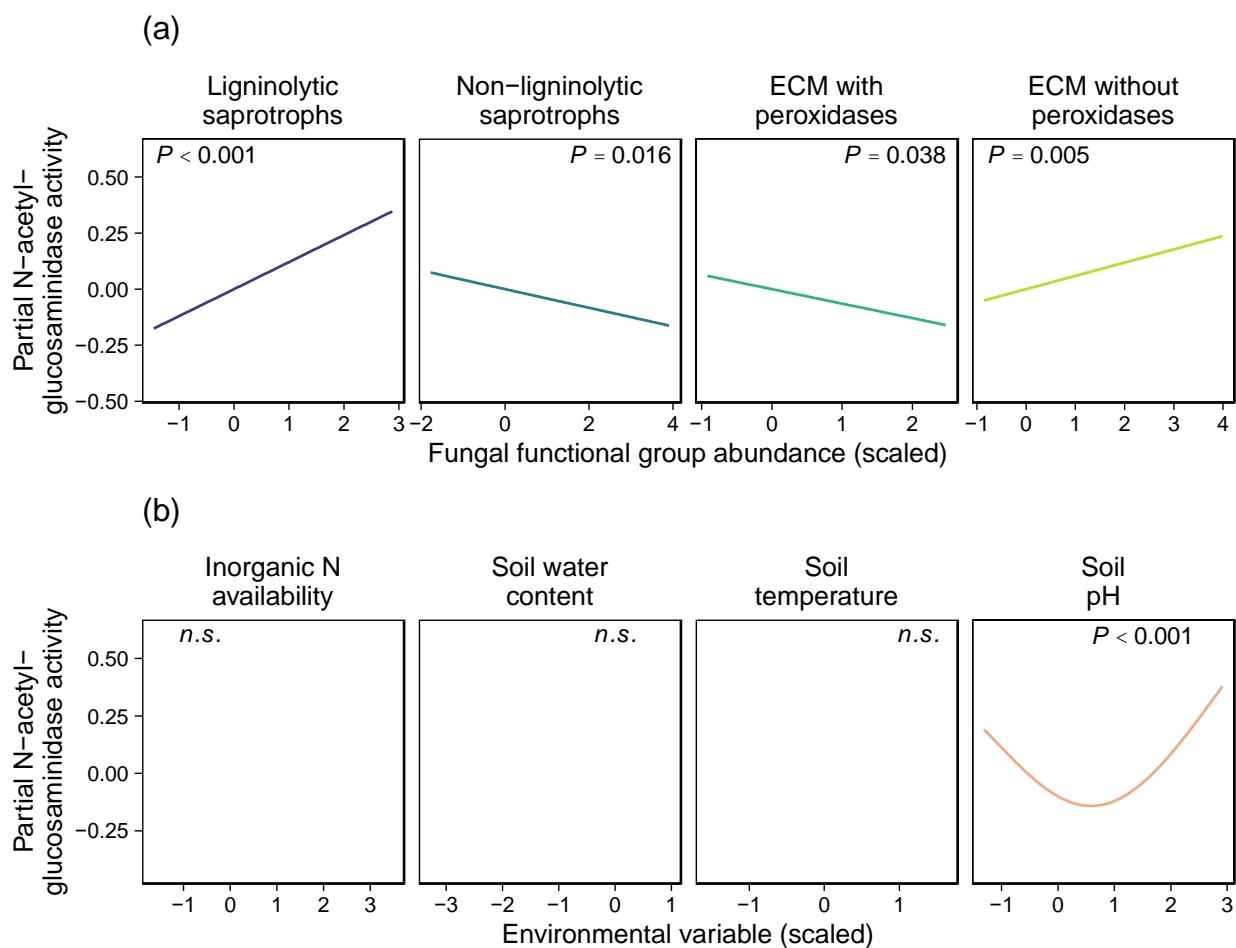 (a)
Ligninolytic
saprotrophs
Non−ligninolytic
saprotrophs
ECM with
peroxidases
ECM without
peroxidases
P < 0.001
P = 0.016
P = 0.038
P = 0.005
Partial N−acetyl−
glucosaminidase activity
0.50
0.25
0.00
−0.25
−0.50
−1 0 1 2 3
−2 0 2 4
−1 0 1 2
−1 0 1 2 3 4
Fungal functional group abundance (scaled)
(b)
Inorganic N
availability
Soil water
content
Soil
temperature
Soil
pH
n.s.
n.s.
n.s.
P < 0.001
Partial N−acetyl−
glucosaminidase activity
0.50
0.25
0.00
−0.25
−1 0 1 2 3
−3 −2 −1 0 1
−1 0 1
−1 0 1 2 3
Environmental variable (scaled)